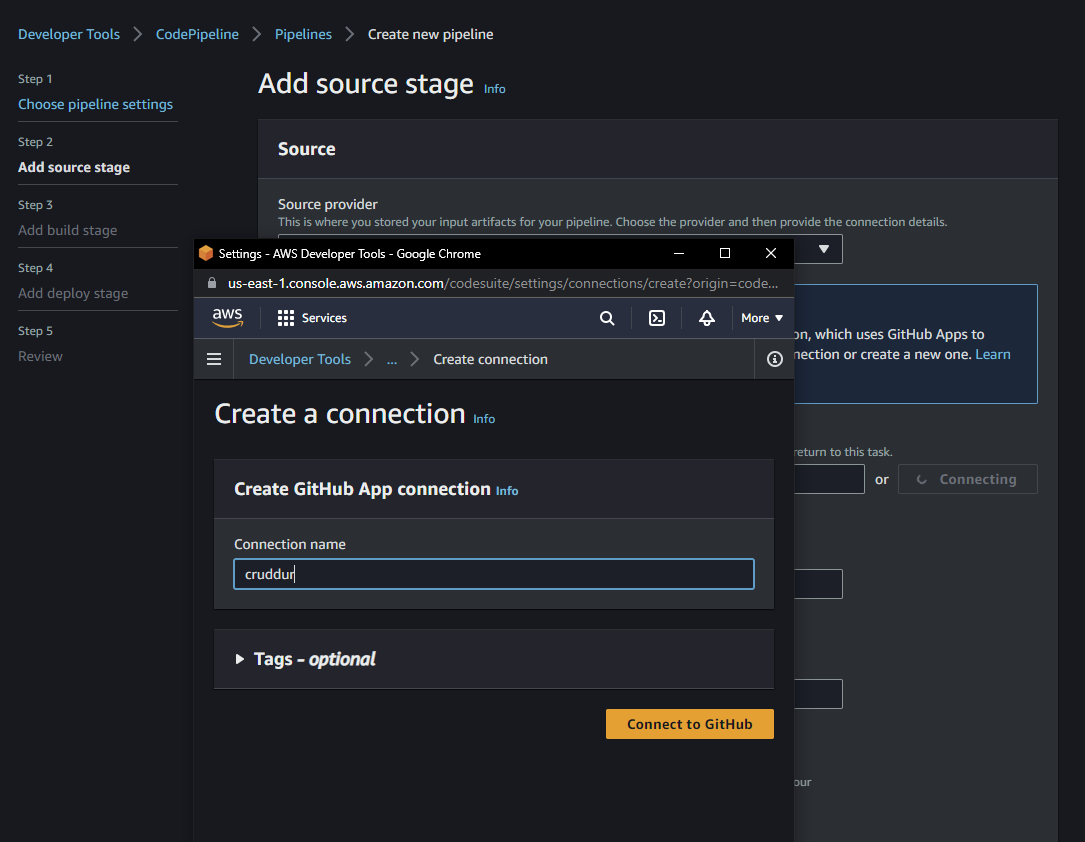 Developer Tools > CodePipeline > Pipelines > Create new pipeline
Step 1
Choose pipeline settings
Step 2
Add source stage
Step 3
Add build stage
Step 4
Add deploy stage
Step 5
Review
Add source stage Info
Source
Source provider
This is where you stored your input artifacts for your pipeline. Choose the provider and then provide the connection details.
on, which uses GitHub Apps to
nnection or create a new one. Learn
return to this task.
or Connecting
our
Settings - AWS Developer Tools - Google Chrome
us-east-1.console.aws.amazon.com/codesuite/settings/connections/create?origin=code...
aws Services More
Developer Tools > ... > Create connection
Create a connection Info
Create GitHub App connection Info
Connection name
cruddur
Tags - optional
Connect to GitHub